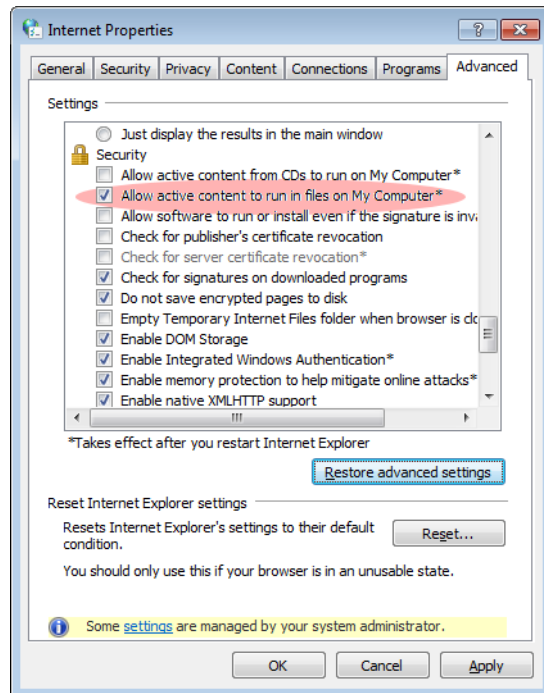 Internet Properties
General Security Privacy Content Connections Programs Advanced
Settings
Just display the results in the main window
Security
Allow active content from CDs to run on My Computer*
Allow active content to run in files on My Computer*
Allow software to run or install even if the signature is
Check for publisher's certificate revocation
Check for server certificate revocation*
Check for signatures on downloaded programs
Do not save encrypted pages to disk
Empty Temporary Internet Files folder when browser is
Enable DOM Storage
Enable Integrated Windows Authentication*
Enable memory protection to help mitigate online attacks*
Enable native XMLHTTP support
*Takes effect after you restart Internet Explorer
Restore advanced settings
Reset Internet Explorer settings
Resets Internet Explorer's settings to their default
condition.
Reset...
You should only use this if your browser is in an unusable state.
Some settings are managed by your system administrator.
OK Cancel Apply